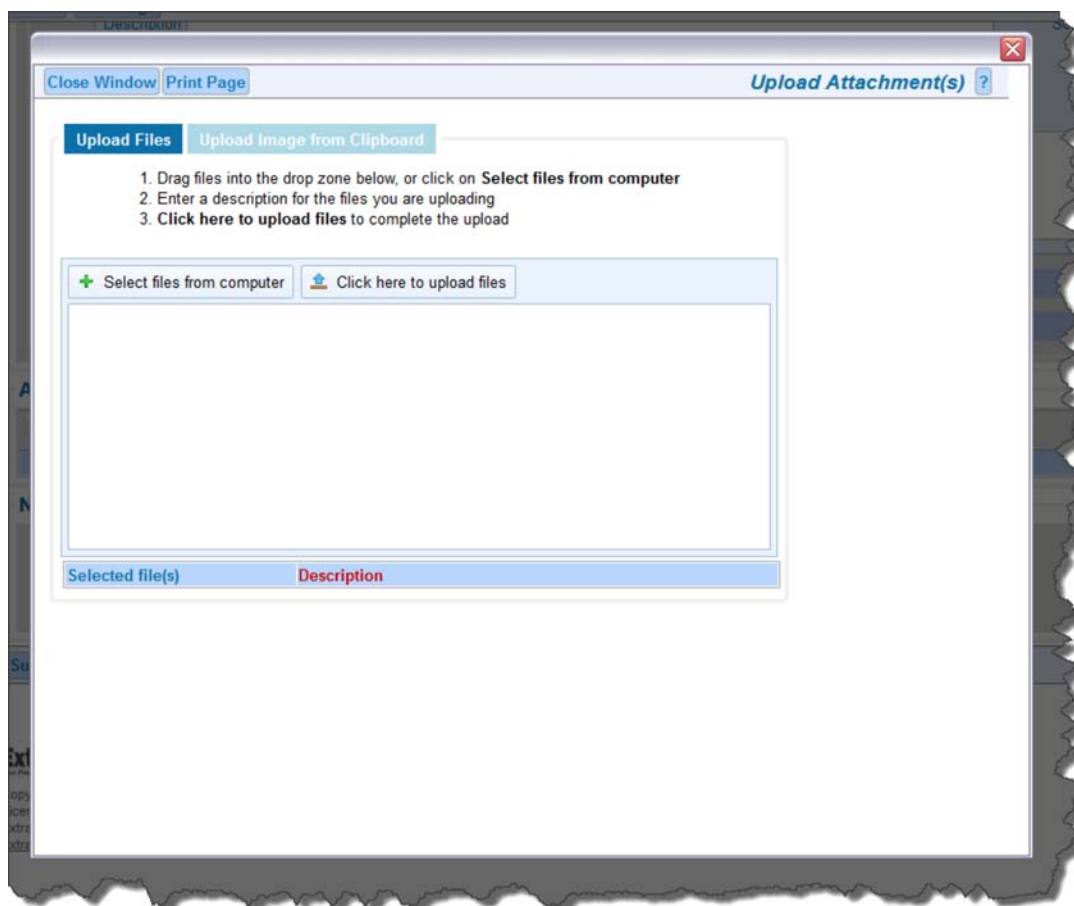 Description
Close Window Print Page Upload Attachment(s) ?
Upload Files Upload Image from Clipboard
1. Drag files into the drop zone below, or click on Select files from computer
2. Enter a description for the files you are uploading
3. Click here to upload files to complete the upload
Select files from computer Click here to upload files
Selected file(s) Description